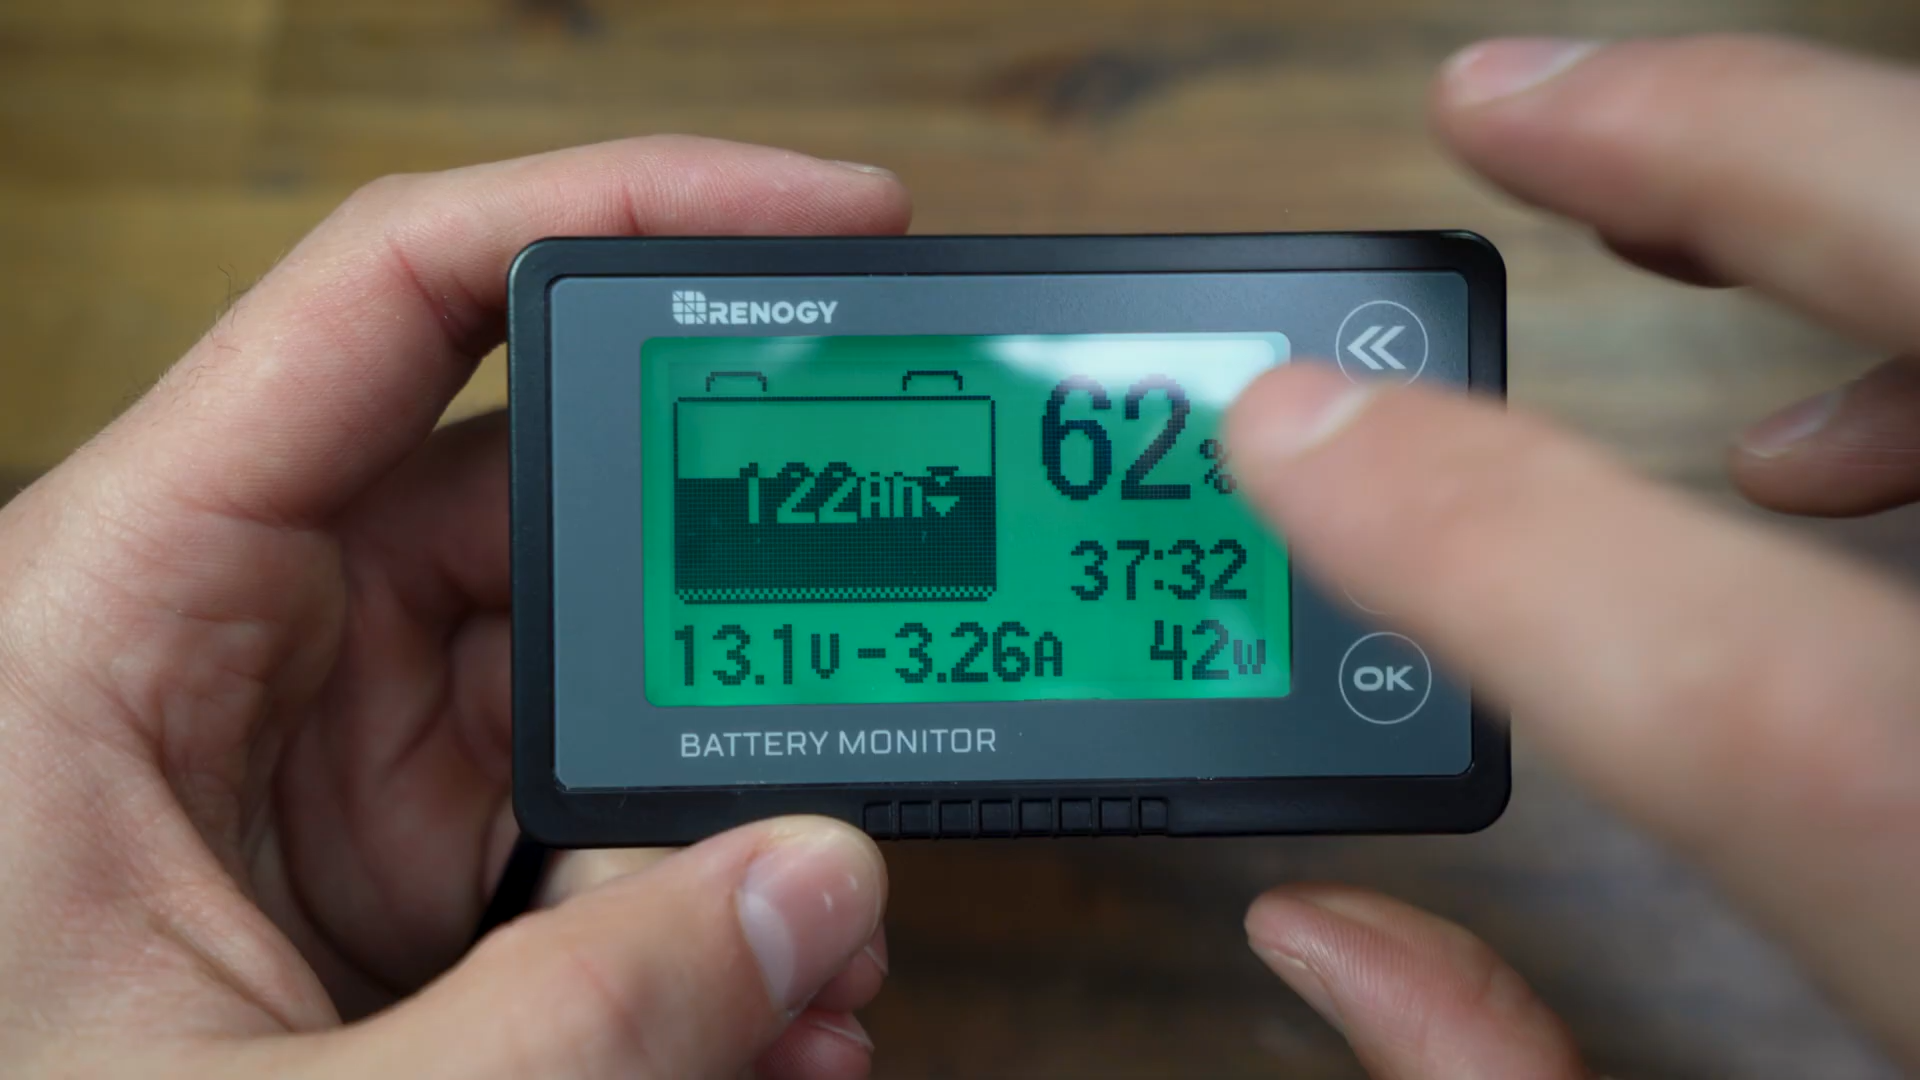 RENOGY
122Ah
62%
37:32
13.1V -3.26A 42W
OK
BATTERY MONITOR